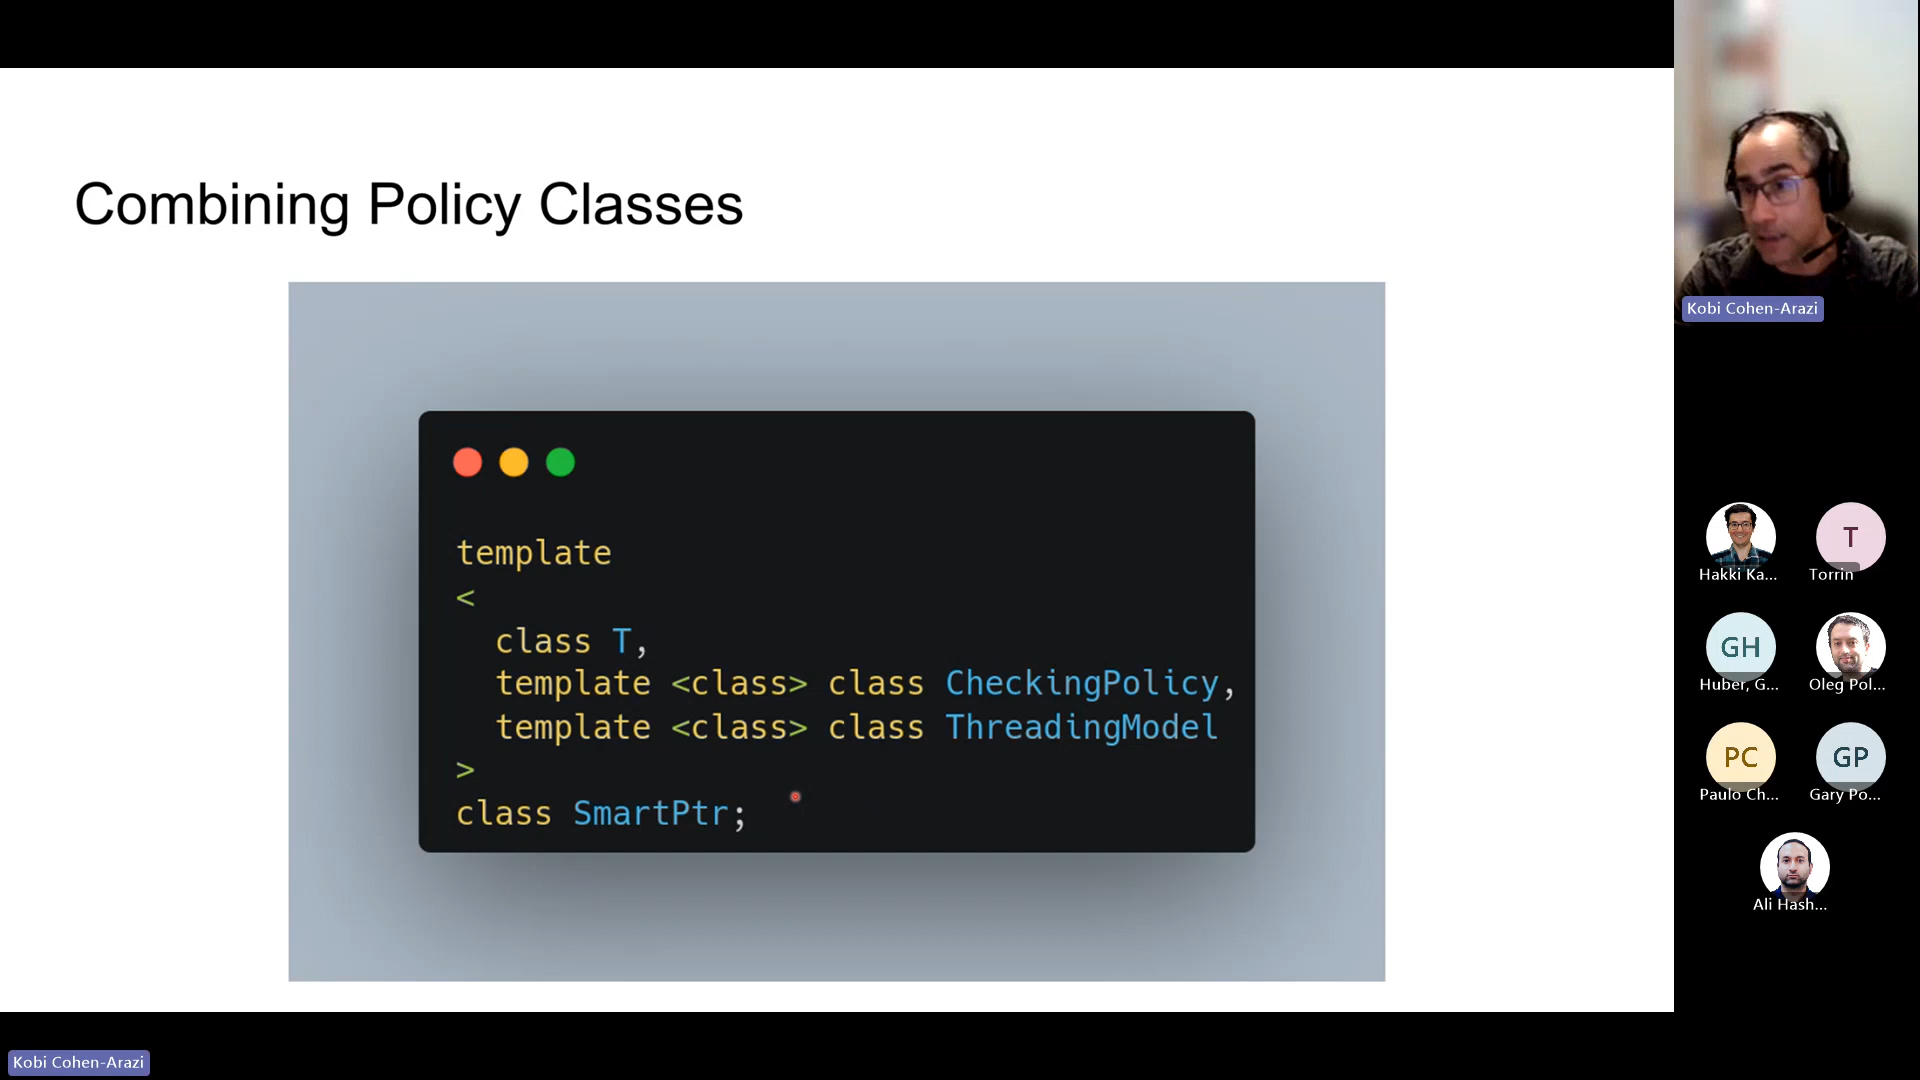 Combining Policy Classes
template
<
class T,
template <class> class CheckingPolicy,
template <class> class ThreadingModel
>
class SmartPtr;
Kobi Cohen-Arazi
Hakki Ka...
T
Torrin
GH
Huber, G...
Oleg Pol...
PC
Paulo Ch...
GP
Gary Po...
Ali Hash...
Kobi Cohen-Arazi